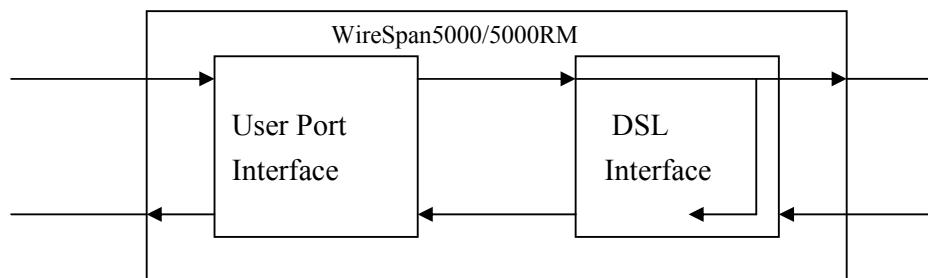 WireSpan5000/5000RM
User Port
Interface
DSL
Interface